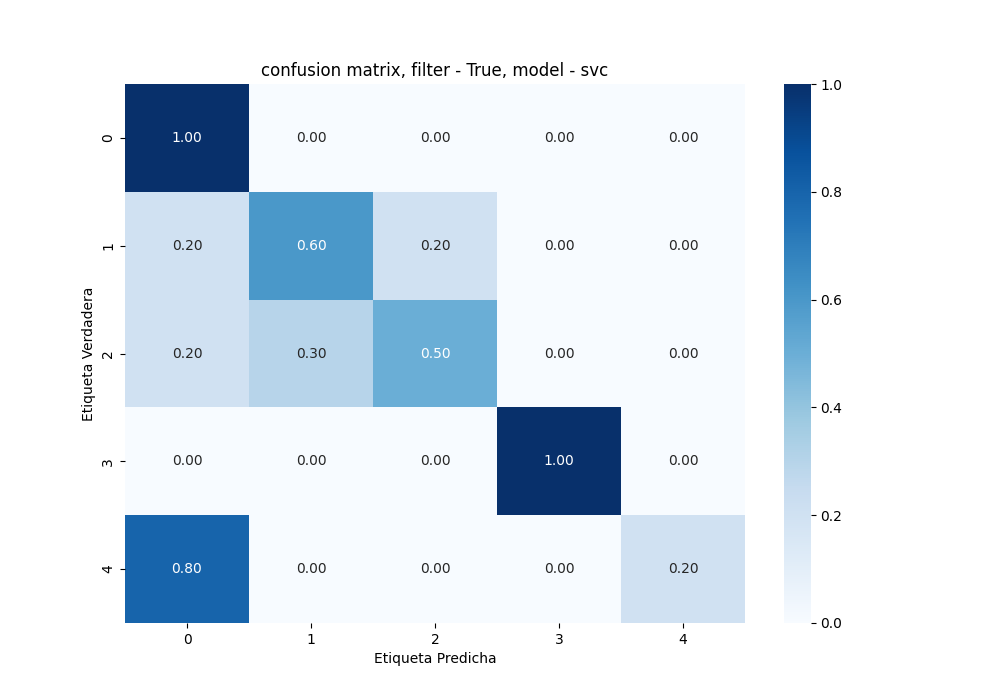 confusion matrix, filter - True, model - svc
Etiqueta Verdadera
0 1.00 0.00 0.00 0.00 0.00
1 0.20 0.60 0.20 0.00 0.00
2 0.20 0.30 0.50 0.00 0.00
3 0.00 0.00 0.00 1.00 0.00
4 0.80 0.00 0.00 0.00 0.20
0 1 2 3 4
Etiqueta Predicha
1.0
0.8
0.6
0.4
0.2
0.0